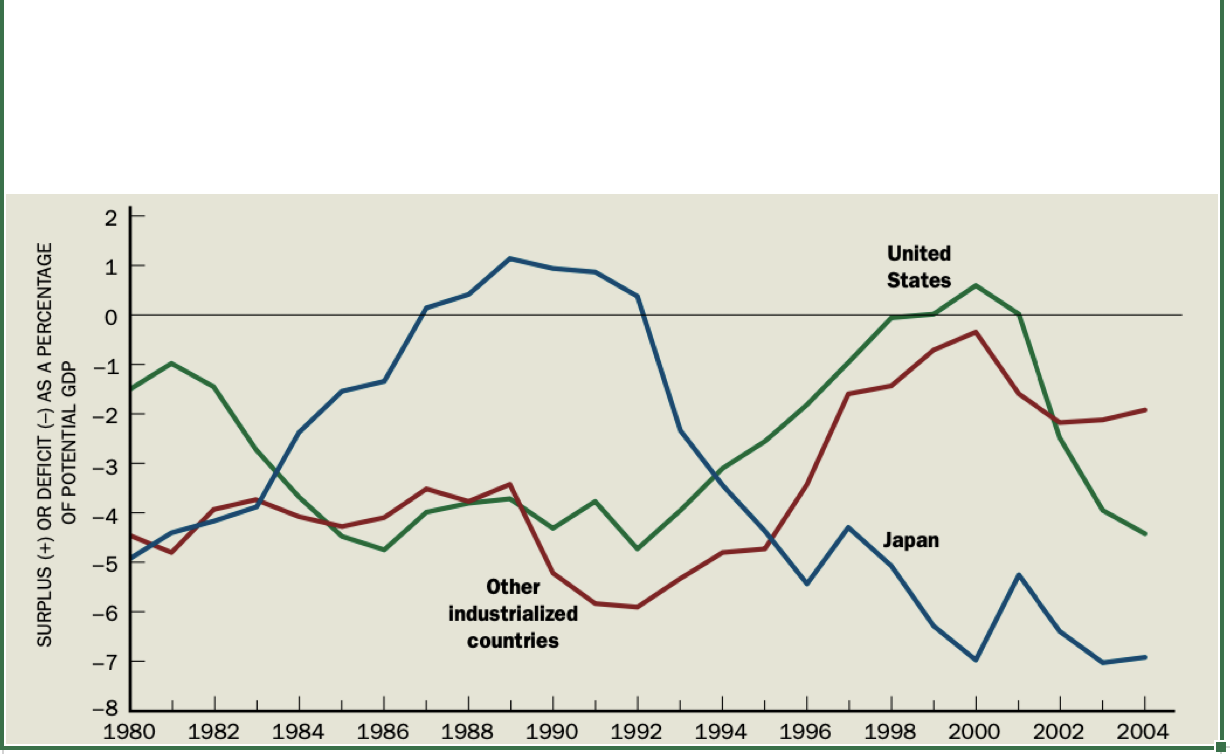 SURPLUS (+) OR DEFICIT (–) AS A PERCENTAGE
OF POTENTIAL GDP
2
1
0
–1
–2
–3
–4
–5
–6
–7
–8
United
States
Japan
Other
industrialized
countries
1980 1982 1984 1986 1988 1990 1992 1994 1996 1998 2000 2002 2004